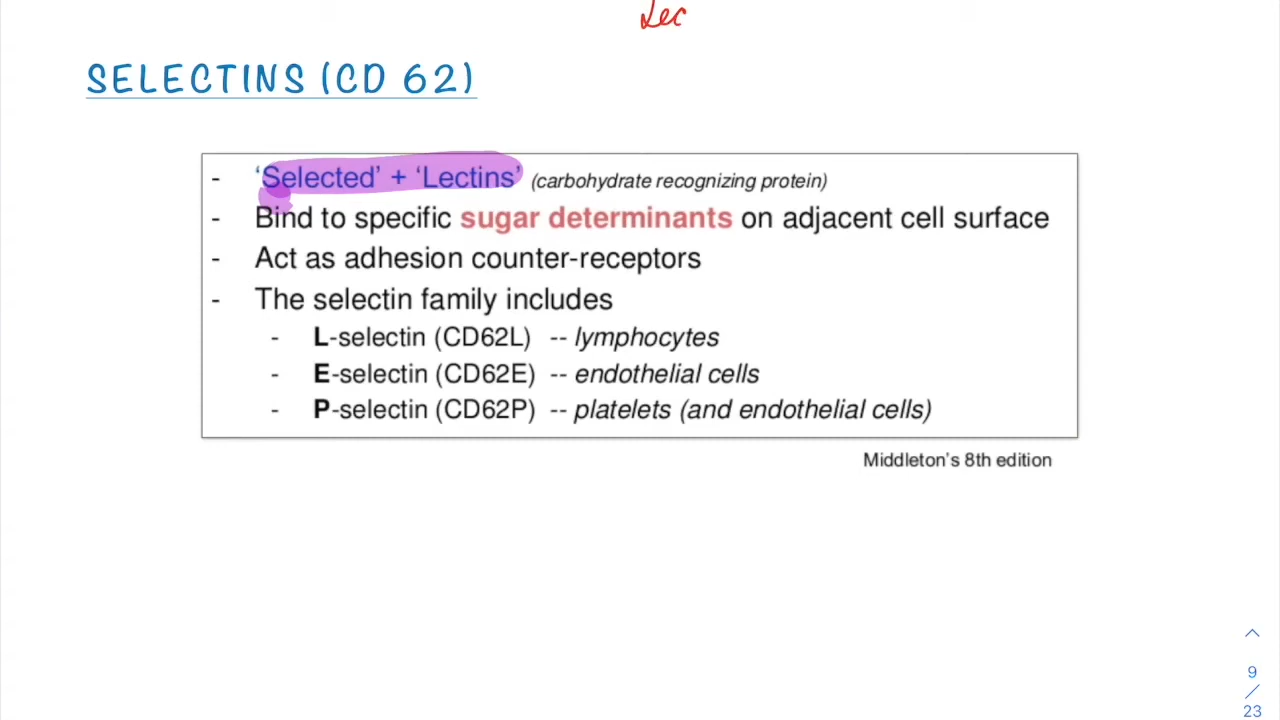 Lec
SELECTINS (CD 62)
- ‘Selected’ + ‘Lectins’ (carbohydrate recognizing protein)
- Bind to specific sugar determinants on adjacent cell surface
- Act as adhesion counter-receptors
- The selectin family includes
- L-selectin (CD62L) -- lymphocytes
- E-selectin (CD62E) -- endothelial cells
- P-selectin (CD62P) -- platelets (and endothelial cells)
Middleton's 8th edition
9
/
23